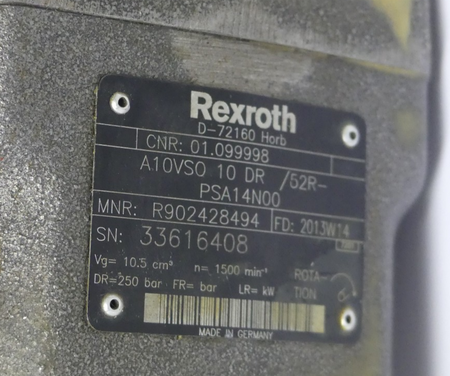 Rexroth
D-72160 Horb
CNR: 01.099998
A10VSO 10 DR /52R-
PSA14N00
MNR: R902428494 FD: 2013W14
SN: 33616408
Vg= 10.5 cm³ n= 1500 min⁻¹ ROTA-
DR=250 bar FR= bar LR= kW TION
MADE IN GERMANY